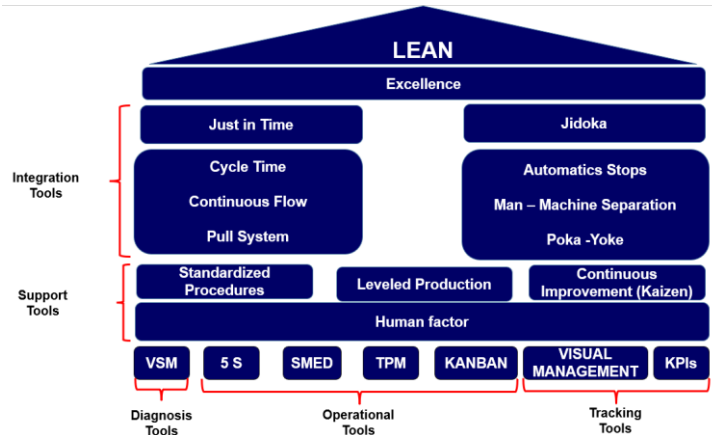 LEAN
Excellence
Just in Time
Jidoka
Integration
Tools
Cycle Time
Continuous Flow
Pull System
Automatics Stops
Man – Machine Separation
Poka -Yoke
Support
Tools
Standardized
Procedures
Leveled Production
Continuous
Improvement (Kaizen)
Human factor
VSM
5 S
SMED
TPM
KANBAN
VISUAL
MANAGEMENT
KPIs
Diagnosis
Tools
Operational
Tools
Tracking
Tools